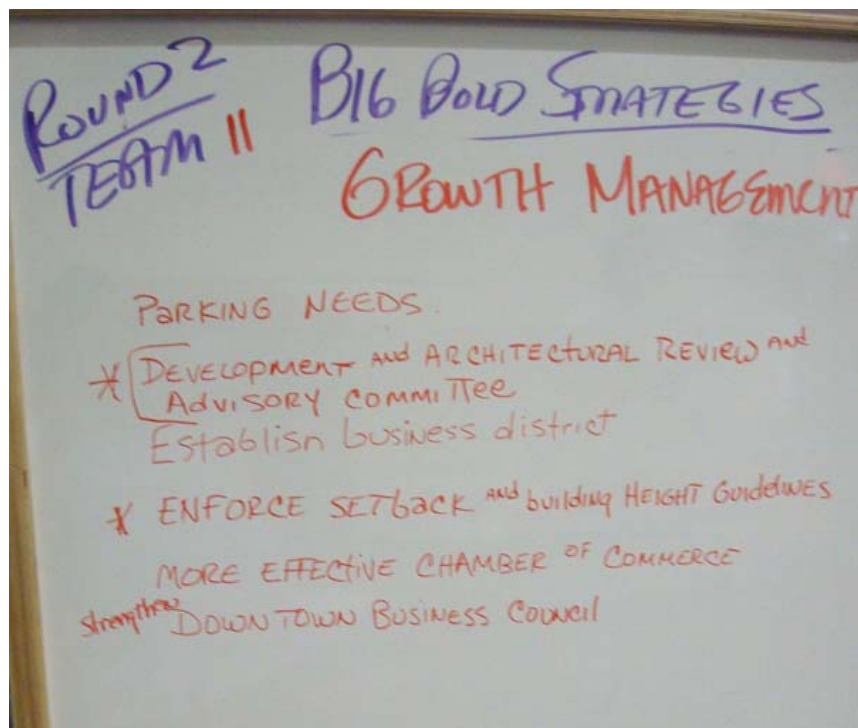 ROUND 2
TEAM 11
BIG BOLD STRATEGIES
GROWTH MANAGEMENT
PARKING NEEDS.
* DEVELOPMENT and ARCHITECTURAL REVIEW and
ADVISORY COMMITTEE
Establish business district
* ENFORCE SETBACK and building HEIGHT GuidelINES
MORE EFFECTIVE CHAMBER OF COMMERCE
strengthen DOWNTOWN BUSINESS COUNCIL